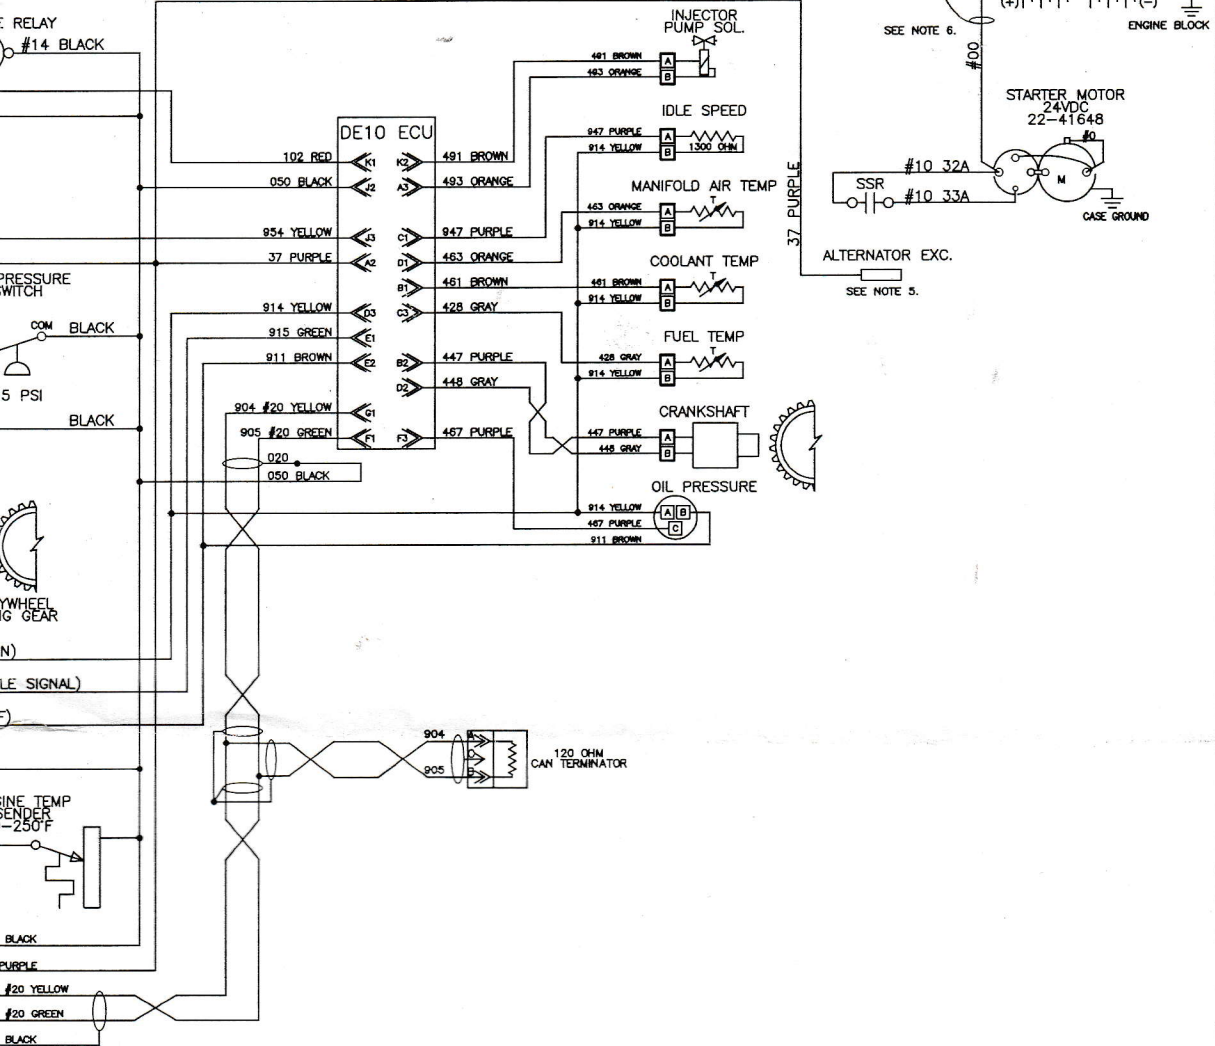 E RELAY
#14 BLACK
INJECTOR
PUMP SOL.
491 BROWN
A
493 ORANGE
B
SEE NOTE 6.
(+)
(-)
ENGINE BLOCK
#00
IDLE SPEED
947 PURPLE
A
914 YELLOW
B
1300 OHM
STARTER MOTOR
24VDC
22-41648
#0
M
CASE GROUND
#10 32A
SSR
#10 33A
37 PURPLE
ALTERNATOR EXC.
SEE NOTE 5.
DE10 ECU
102 RED
K1
K2
491 BROWN
050 BLACK
J2
A3
493 ORANGE
954 YELLOW
J3
C1
947 PURPLE
37 PURPLE
A2
D1
463 ORANGE
B1
461 BROWN
914 YELLOW
D3
C3
428 GRAY
915 GREEN
E1
911 BROWN
E2
B2
447 PURPLE
D2
448 GRAY
904 #20 YELLOW
G1
905 #20 GREEN
F1
F3
467 PURPLE
020
050 BLACK
MANIFOLD AIR TEMP
463 ORANGE
A
T
914 YELLOW
B
COOLANT TEMP
461 BROWN
A
T
914 YELLOW
B
FUEL TEMP
428 GRAY
A
T
914 YELLOW
B
CRANKSHAFT
447 PURPLE
A
448 GRAY
B
OIL PRESSURE
914 YELLOW
A B
467 PURPLE
C
911 BROWN
PRESSURE
WITCH
COM
BLACK
5 PSI
BLACK
YWHEEL
G GEAR
N)
LE SIGNAL)
F)
904
A
C
905
B
120 OHM
CAN TERMINATOR
INE TEMP
SENDER
-250°F
BLACK
PURPLE
#20 YELLOW
#20 GREEN
BLACK